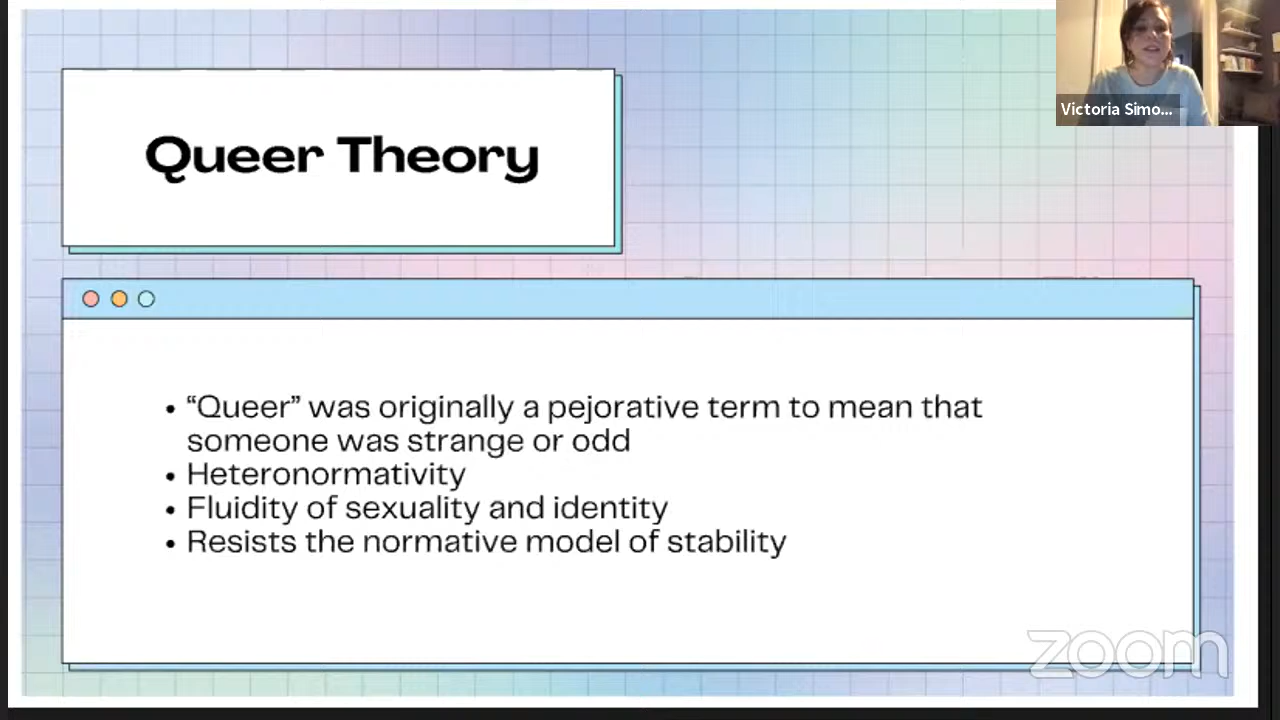 Victoria Simo...
Queer Theory
• “Queer” was originally a pejorative term to mean that
someone was strange or odd
• Heteronormativity
• Fluidity of sexuality and identity
• Resists the normative model of stability
zoom